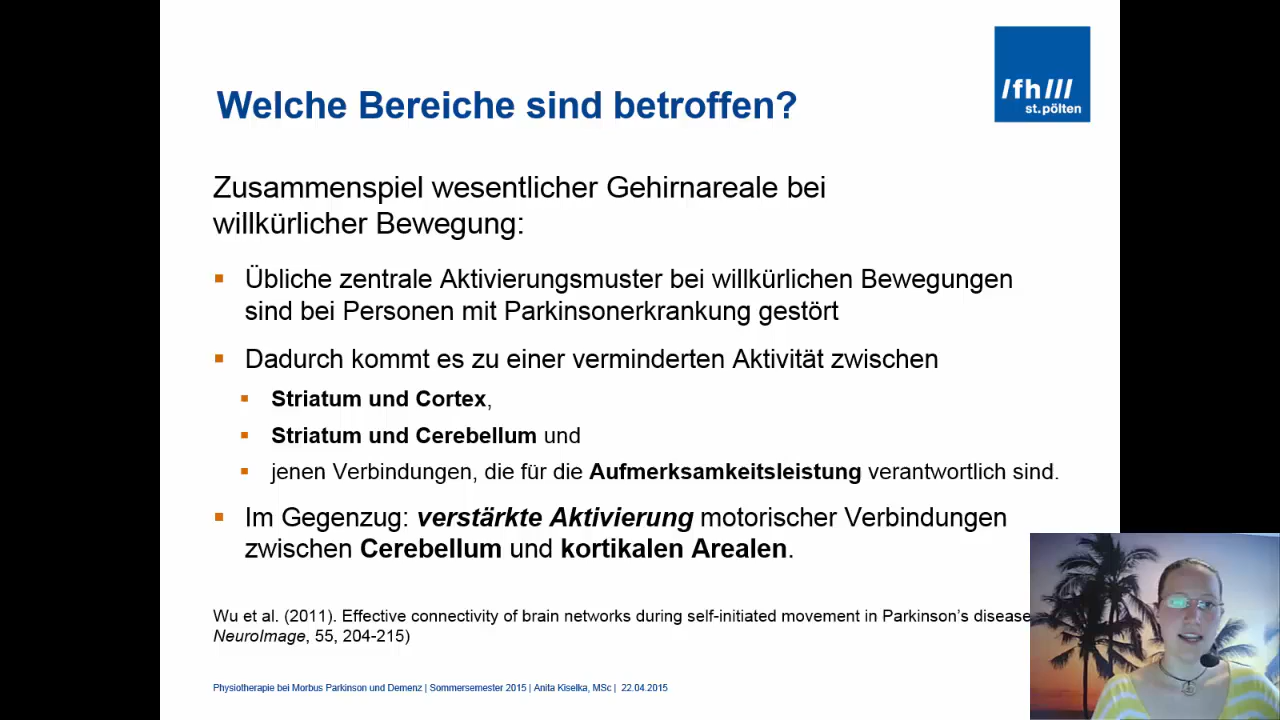 /fh///
st.pölten
Welche Bereiche sind betroffen?
Zusammenspiel wesentlicher Gehirnareale bei
willkürlicher Bewegung:
Übliche zentrale Aktivierungsmuster bei willkürlichen Bewegungen
sind bei Personen mit Parkinsonerkrankung gestört
Dadurch kommt es zu einer verminderten Aktivität zwischen
Striatum und Cortex,
Striatum und Cerebellum und
jenen Verbindungen, die für die Aufmerksamkeitsleistung verantwortlich sind.
Im Gegenzug: verstärkte Aktivierung motorischer Verbindungen
zwischen Cerebellum und kortikalen Arealen.
Wu et al. (2011). Effective connectivity of brain networks during self-initiated movement in Parkinson's disease
NeuroImage, 55, 204-215)
Physiotherapie bei Morbus Parkinson und Demenz | Sommersemester 2015 | Anita Kiselka, MSc | 22.04.2015